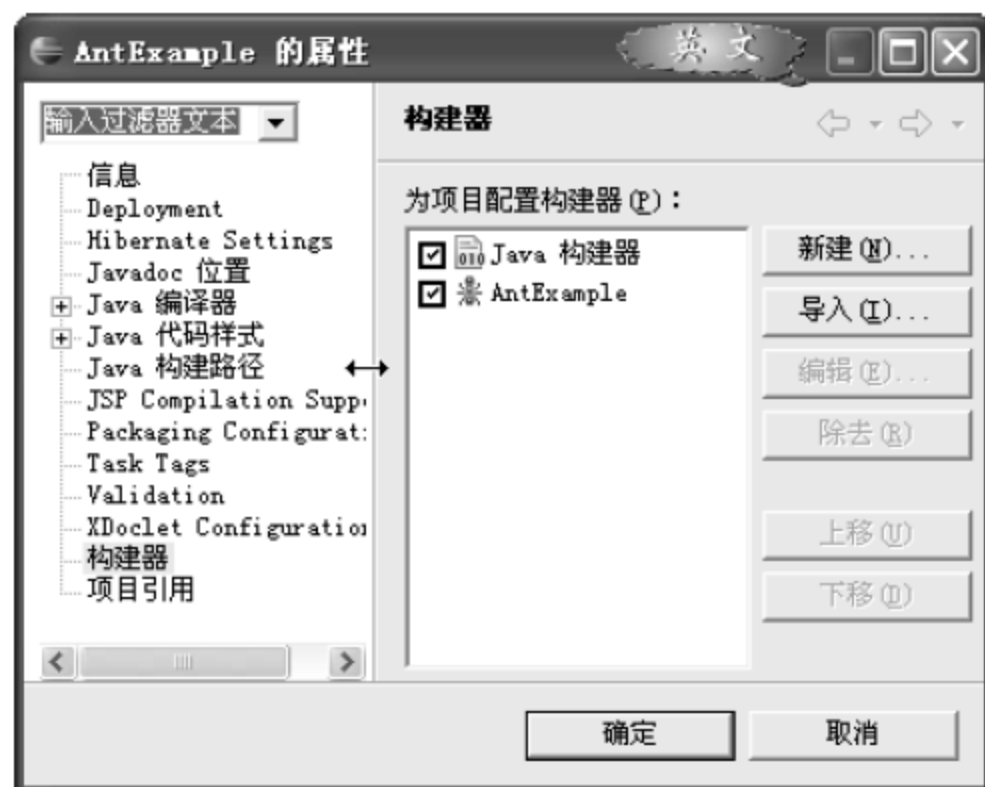 AntExample 的属性
英文
输入过滤器文本
构建器
信息
Deployment
Hibernate Settings
Javadoc 位置
Java 编译器
Java 代码样式
Java 构建路径
JSP Compilation Supp
Packaging Configurat
Task Tags
Validation
XDoclet Configuration
构建器
项目引用
为项目配置构建器(P)：
Java 构建器
AntExample
新建(N)...
导入(I)...
编辑(E)...
除去(R)
上移(U)
下移(D)
确定
取消